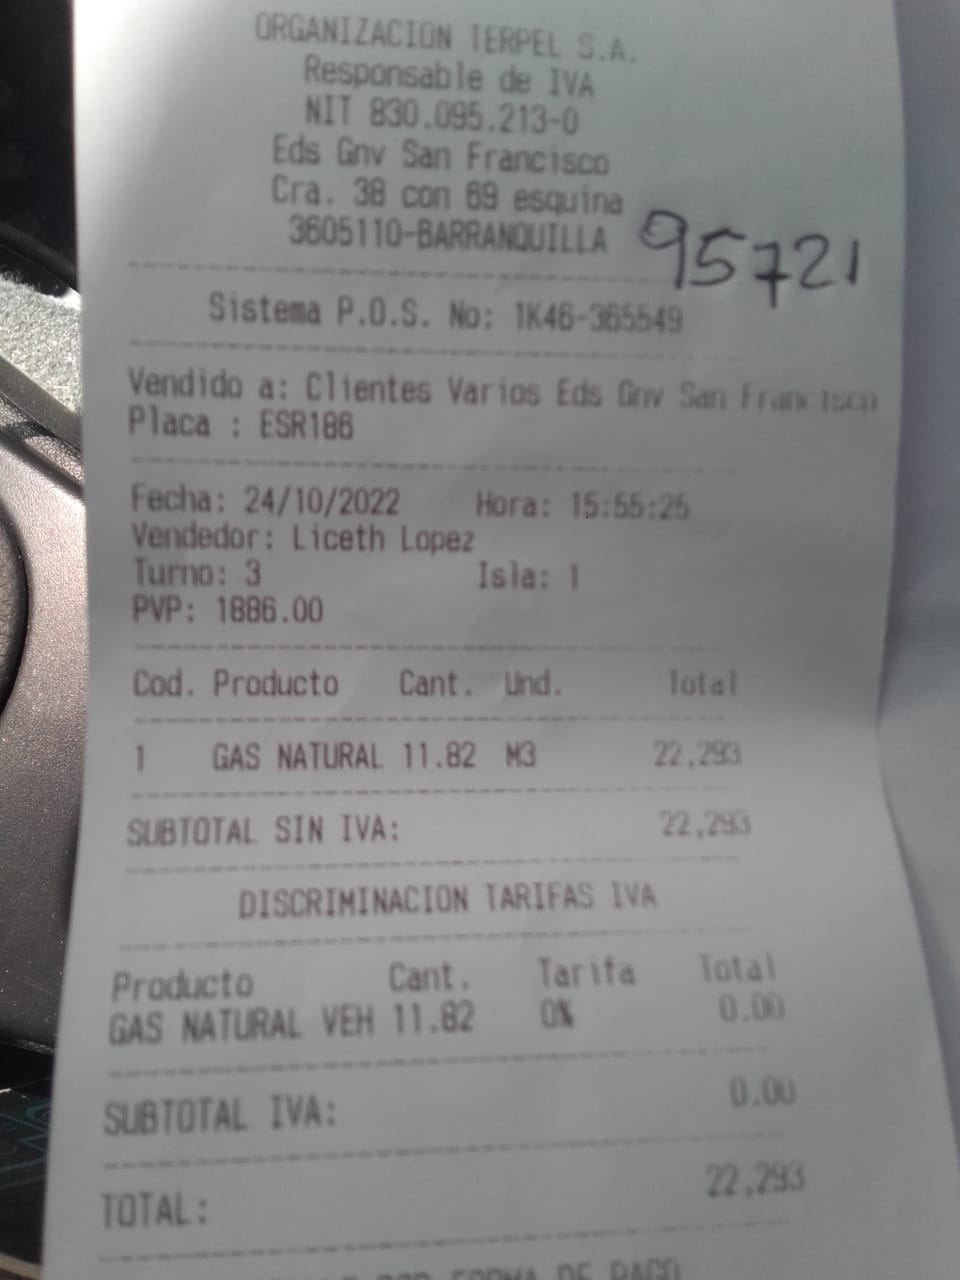 ORGANIZACION TERPEL S.A.
Responsable de IVA
NIT 830.095.213-0
Eds Gnv San Francisco
Cra. 38 con 69 esquina
3605110-BARRANQUILLA
95721
Sistema P.O.S. No: 1K46-365549
Vendido a: Clientes Varios Eds Gnv San Francisco
Placa : ESR186
Fecha: 24/10/2022 Hora: 15:55:25
Vendedor: Liceth Lopez
Turno: 3 Isla: 1
PVP: 1886.00
Cod. Producto Cant. Und. Total
1 GAS NATURAL 11.82 M3 22,293
SUBTOTAL SIN IVA: 22,293
DISCRIMINACION TARIFAS IVA
Producto Cant. Tarifa Total
GAS NATURAL VEH 11.82 0% 0.00
SUBTOTAL IVA: 0.00
TOTAL: 22,293
POR FORMA DE PAGO